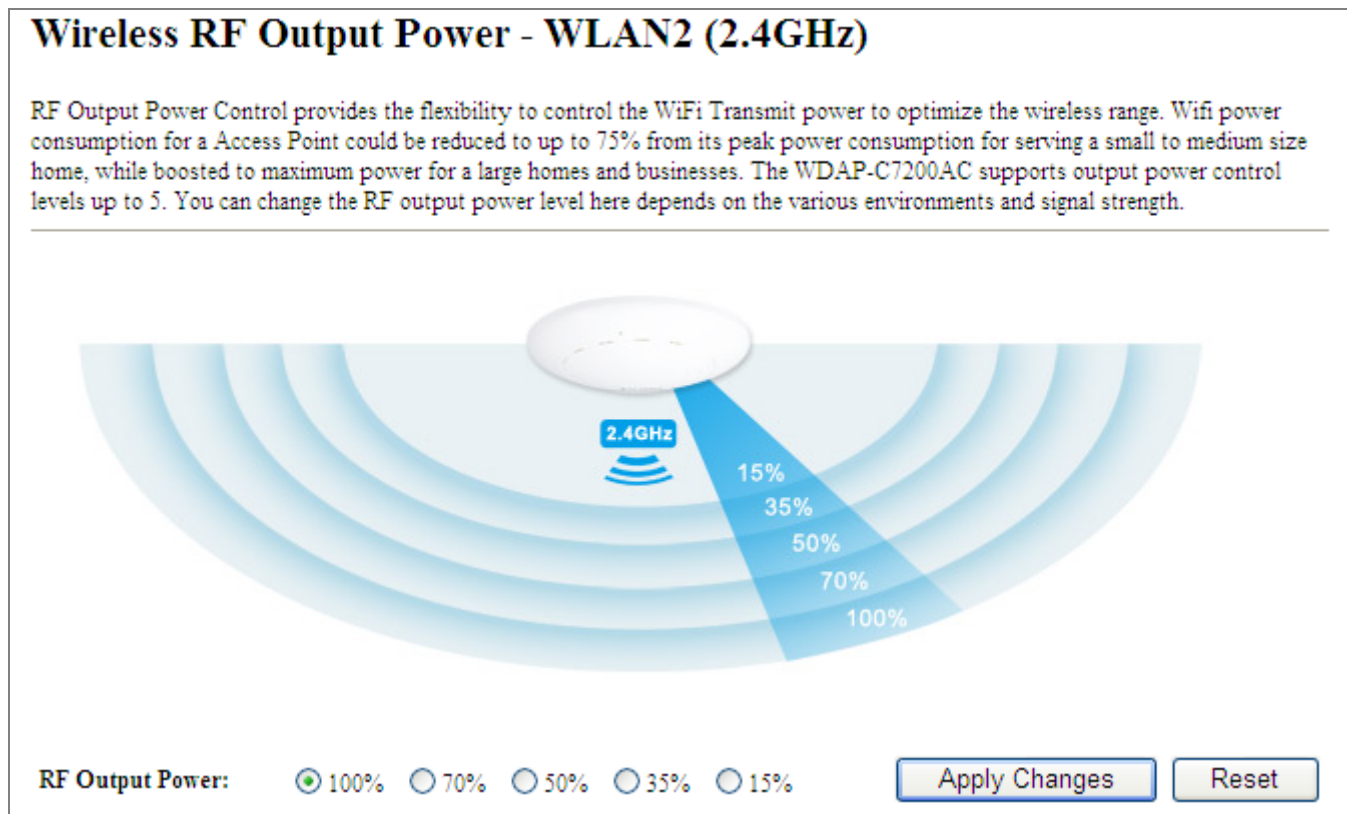 Wireless RF Output Power - WLAN2 (2.4GHz)
RF Output Power Control provides the flexibility to control the WiFi Transmit power to optimize the wireless range. Wifi power
consumption for a Access Point could be reduced to up to 75% from its peak power consumption for serving a small to medium size
home, while boosted to maximum power for a large homes and businesses. The WDAP-C7200AC supports output power control
levels up to 5. You can change the RF output power level here depends on the various environments and signal strength.
2.4GHz
15%
35%
50%
70%
100%
RF Output Power: 100% 70% 50% 35% 15% Apply Changes Reset